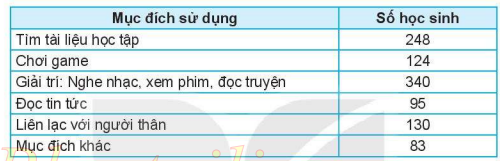 Mục đích sử dụng Số học sinh
Tìm tài liệu học tập 248
Chơi game 124
Giải trí: Nghe nhạc, xem phim, đọc truyện 340
Đọc tin tức 95
Liên lạc với người thân 130
Mục đích khác 83